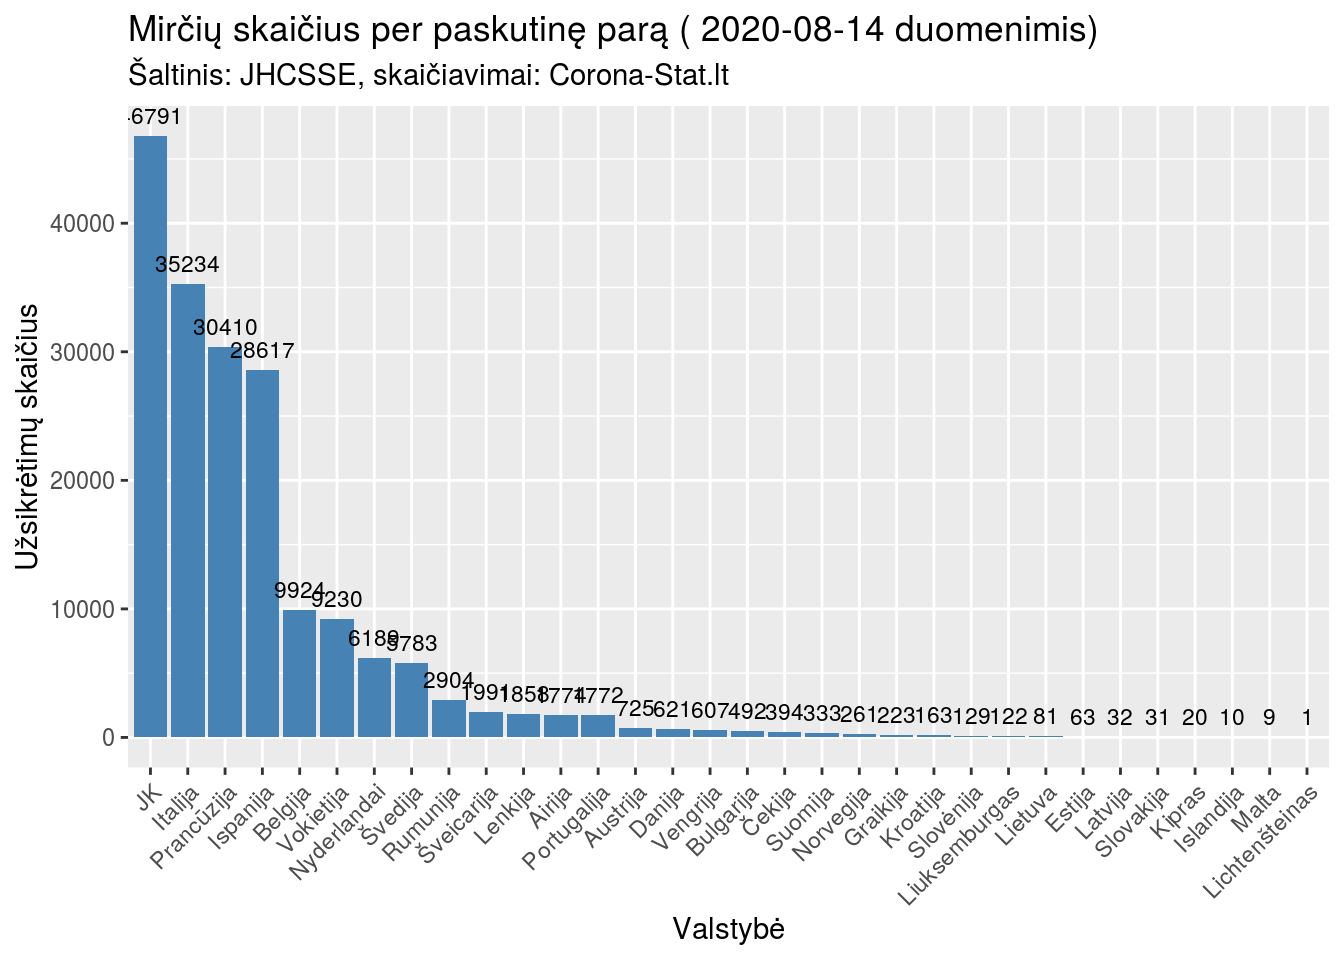 Mirčių skaičius per paskutinę parą ( 2020-08-14 duomenimis)
Šaltinis: JHCSSE, skaičiavimai: Corona-Stat.lt
Užsikrėtimų skaičius
40000
30000
20000
10000
0
35234
30410
28617
9924
9230
6189
5783
2904
1991
1858
1774
1772
725
621
607
492
394
333
261
223
163
129
122
81
63
32
31
20
10
9
1
JK
Italija
Prancūzija
Ispanija
Belgija
Vokietija
Nyderlandai
Švedija
Rumunija
Šveicarija
Lenkija
Airija
Portugalija
Austrija
Danija
Vengrija
Bulgarija
Čekija
Suomija
Norvegija
Graikija
Kroatija
Slovėnija
Liuksemburgas
Lietuva
Estija
Latvija
Slovakija
Kipras
Islandija
Malta
Lichtenšteinas
Valstybė